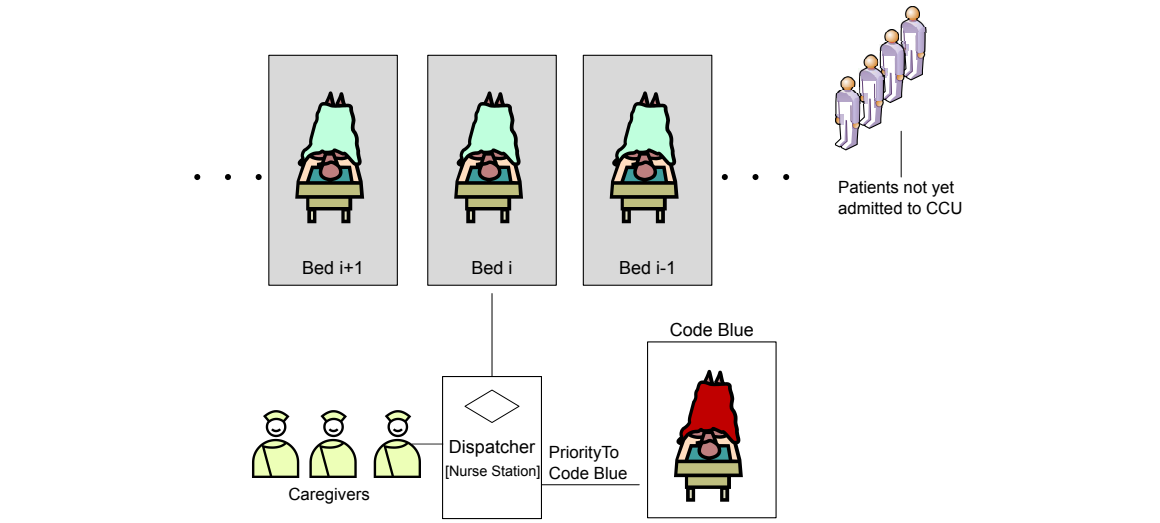 Patients not yet
admitted to CCU
Bed i+1
Bed i
Bed i-1
Code Blue
Dispatcher
[Nurse Station]
PriorityTo
Code Blue
Caregivers